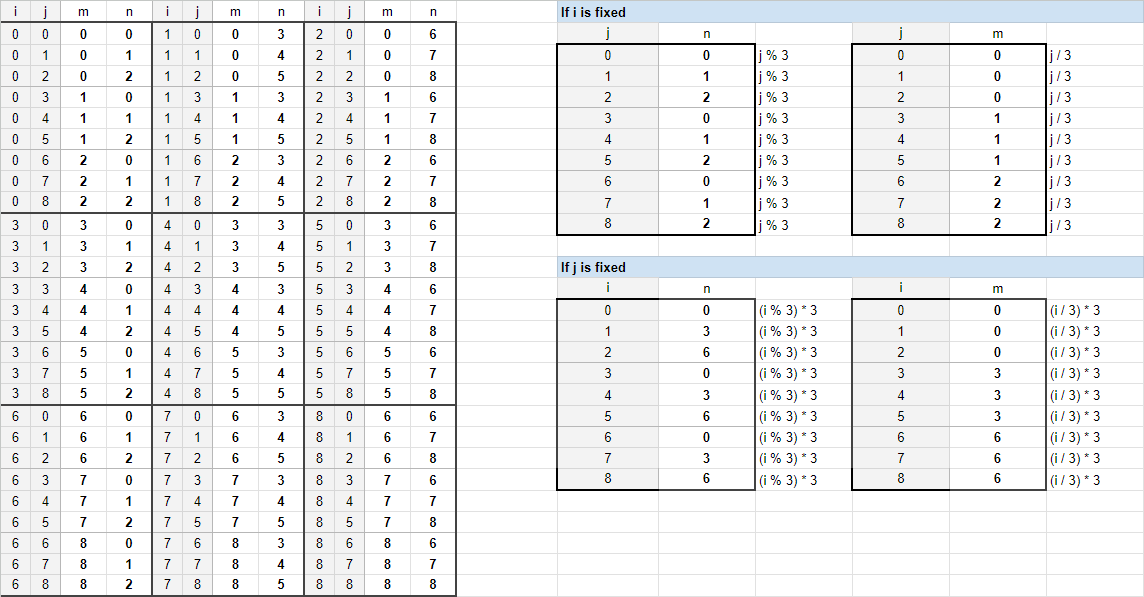 i j m n i j m n i j m n If i is fixed
j n j m
0 0 0 0 1 0 0 3 2 0 0 6 0 0 j % 3 0 0 j / 3
0 1 0 1 1 1 0 4 2 1 0 7 1 1 j % 3 1 0 j / 3
0 2 0 2 1 2 0 5 2 2 0 8 2 2 j % 3 2 0 j / 3
0 3 1 0 1 3 1 3 2 3 1 6 3 0 j % 3 3 1 j / 3
0 4 1 1 1 4 1 4 2 4 1 7 4 1 j % 3 4 1 j / 3
0 5 1 2 1 5 1 5 2 5 1 8 5 2 j % 3 5 1 j / 3
0 6 2 0 1 6 2 3 2 6 2 6 6 0 j % 3 6 2 j / 3
0 7 2 1 1 7 2 4 2 7 2 7 7 1 j % 3 7 2 j / 3
0 8 2 2 1 8 2 5 2 8 2 8 8 2 j % 3 8 2 j / 3
3 0 3 0 4 0 3 3 5 0 3 6
3 1 3 1 4 1 3 4 5 1 3 7
3 2 3 2 4 2 3 5 5 2 3 8 If j is fixed
3 3 4 0 4 3 4 3 5 3 4 6 i n i m
3 4 4 1 4 4 4 4 5 4 4 7 0 0 (i % 3) * 3 0 0 (i / 3) * 3
3 5 4 2 4 5 4 5 5 5 4 8 1 3 (i % 3) * 3 1 0 (i / 3) * 3
3 6 5 0 4 6 5 3 5 6 5 6 2 6 (i % 3) * 3 2 0 (i / 3) * 3
3 7 5 1 4 7 5 4 5 7 5 7 3 0 (i % 3) * 3 3 3 (i / 3) * 3
3 8 5 2 4 8 5 5 5 8 5 8 4 3 (i % 3) * 3 4 3 (i / 3) * 3
6 0 6 0 7 0 6 3 8 0 6 6 5 6 (i % 3) * 3 5 3 (i / 3) * 3
6 1 6 1 7 1 6 4 8 1 6 7 6 0 (i % 3) * 3 6 6 (i / 3) * 3
6 2 6 2 7 2 6 5 8 2 6 8 7 3 (i % 3) * 3 7 6 (i / 3) * 3
6 3 7 0 7 3 7 3 8 3 7 6 8 6 (i % 3) * 3 8 6 (i / 3) * 3
6 4 7 1 7 4 7 4 8 4 7 7
6 5 7 2 7 5 7 5 8 5 7 8
6 6 8 0 7 6 8 3 8 6 8 6
6 7 8 1 7 7 8 4 8 7 8 7
6 8 8 2 7 8 8 5 8 8 8 8